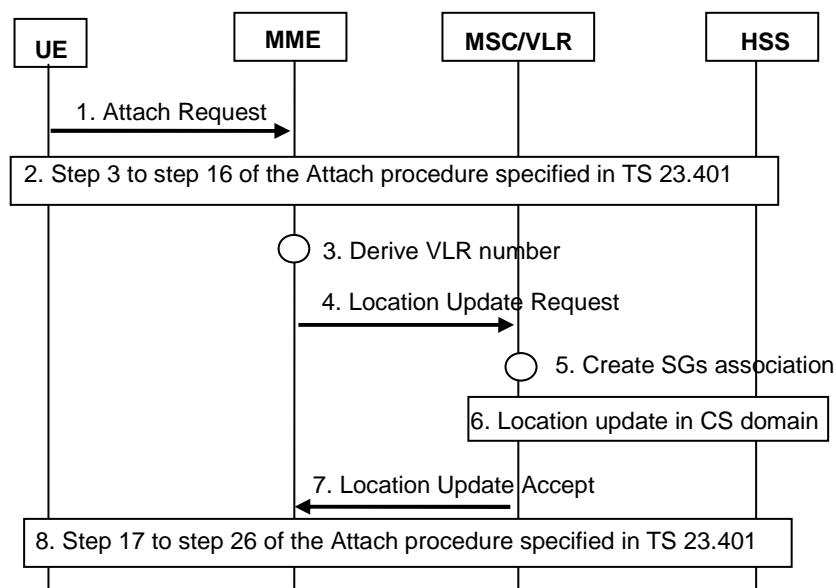 UE
MME
MSC/VLR
HSS
1. Attach Request
2. Step 3 to step 16 of the Attach procedure specified in TS 23.401
3. Derive VLR number
4. Location Update Request
5. Create SGs association
6. Location update in CS domain
7. Location Update Accept
8. Step 17 to step 26 of the Attach procedure specified in TS 23.401